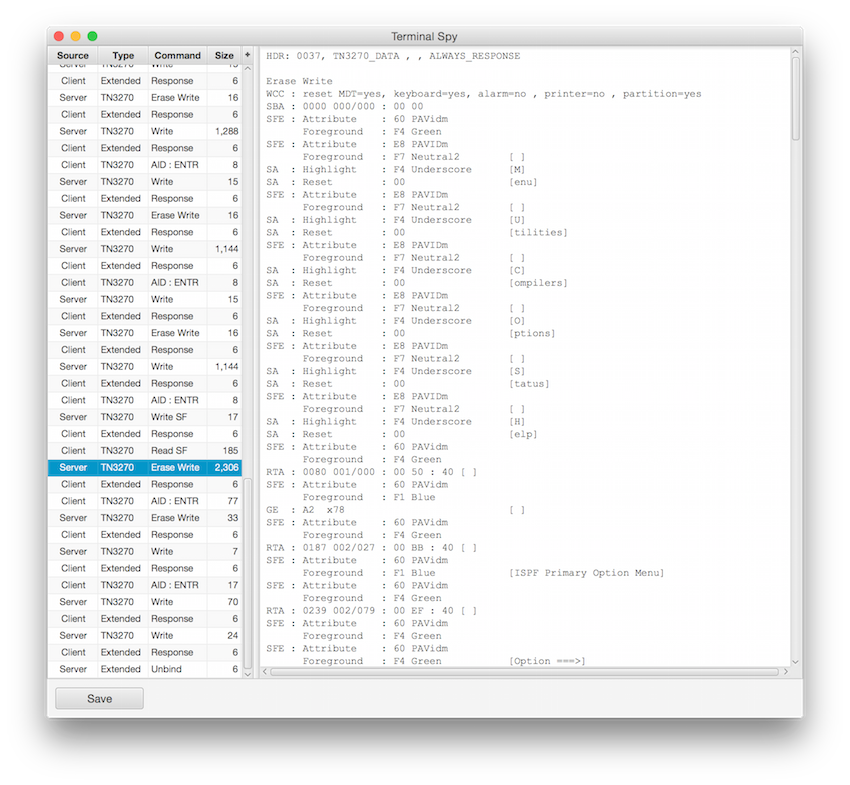 Terminal Spy
Source Type Command Size +
Server TN3270 Write 15
Client Extended Response 6
Server TN3270 Erase Write 16
Client Extended Response 6
Server TN3270 Write 1,288
Client Extended Response 6
Client TN3270 AID : ENTR 8
Server TN3270 Write 15
Client Extended Response 6
Server TN3270 Erase Write 16
Client Extended Response 6
Server TN3270 Write 1,144
Client Extended Response 6
Client TN3270 AID : ENTR 8
Server TN3270 Write 15
Client Extended Response 6
Server TN3270 Erase Write 16
Client Extended Response 6
Server TN3270 Write 1,144
Client Extended Response 6
Client TN3270 AID : ENTR 8
Server TN3270 Write SF 17
Client Extended Response 6
Client TN3270 Read SF 185
Server TN3270 Erase Write 2,306
Client Extended Response 6
Client TN3270 AID : ENTR 77
Server TN3270 Erase Write 33
Client Extended Response 6
Server TN3270 Write 7
Client Extended Response 6
Client TN3270 AID : ENTR 17
Server TN3270 Write 70
Client Extended Response 6
Server TN3270 Write 24
Client Extended Response 6
Server Extended Unbind 6
HDR: 0037, TN3270_DATA , , ALWAYS_RESPONSE
Erase Write
WCC : reset MDT=yes, keyboard=yes, alarm=no , printer=no , partition=yes
SBA : 0000 000/000 : 00 00
SFE : Attribute : 60 PAVidm
Foreground : F4 Green
SFE : Attribute : E8 PAVIDm
Foreground : F7 Neutral2 [ ]
SA : Highlight : F4 Underscore [M]
SA : Reset : 00 [enu]
SFE : Attribute : E8 PAVIDm
Foreground : F7 Neutral2 [ ]
SA : Highlight : F4 Underscore [U]
SA : Reset : 00 [tilities]
SFE : Attribute : E8 PAVIDm
Foreground : F7 Neutral2 [ ]
SA : Highlight : F4 Underscore [C]
SA : Reset : 00 [ompilers]
SFE : Attribute : E8 PAVIDm
Foreground : F7 Neutral2 [ ]
SA : Highlight : F4 Underscore [O]
SA : Reset : 00 [ptions]
SFE : Attribute : E8 PAVIDm
Foreground : F7 Neutral2 [ ]
SA : Highlight : F4 Underscore [S]
SA : Reset : 00 [tatus]
SFE : Attribute : E8 PAVIDm
Foreground : F7 Neutral2 [ ]
SA : Highlight : F4 Underscore [H]
SA : Reset : 00 [elp]
SFE : Attribute : 60 PAVidm
Foreground : F4 Green
RTA : 0080 001/000 : 00 50 : 40 [ ]
SFE : Attribute : 60 PAVidm
Foreground : F1 Blue
GE : A2 x78 [ ]
SFE : Attribute : 60 PAVidm
Foreground : F4 Green
RTA : 0187 002/027 : 00 BB : 40 [ ]
SFE : Attribute : 60 PAVidm
Foreground : F1 Blue [ISPF Primary Option Menu]
SFE : Attribute : 60 PAVidm
Foreground : F4 Green
RTA : 0239 002/079 : 00 EF : 40 [ ]
SFE : Attribute : 60 PAVidm
Foreground : F4 Green
SFE : Attribute : 60 PAVidm
Foreground : F4 Green [Option ===>]
Save